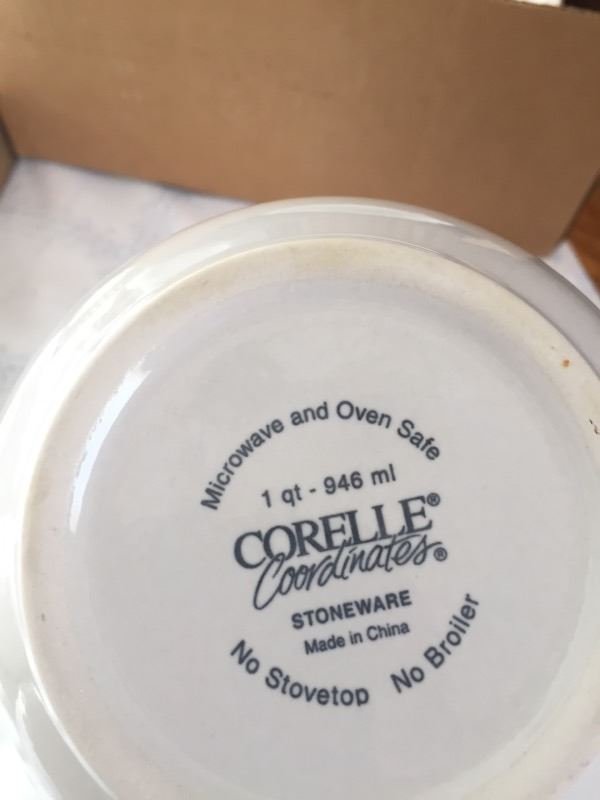 Microwave and Oven Safe
1 qt - 946 ml
CORELLE®
Coordinates®
STONEWARE
Made in China
No Stovetop No Broiler